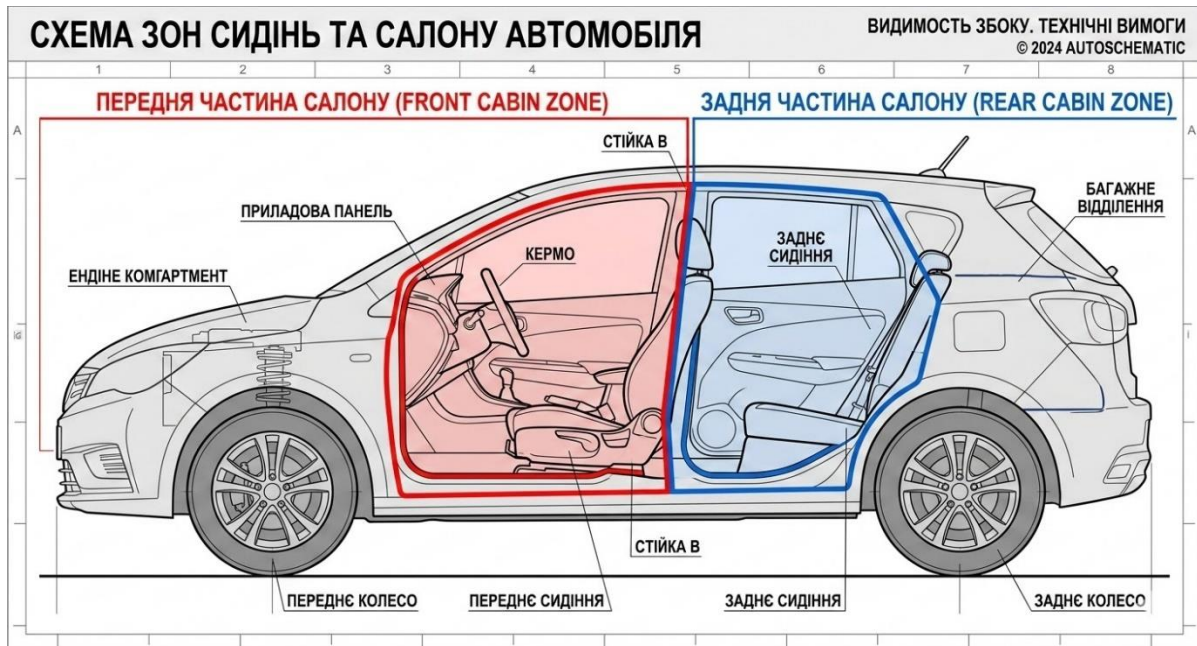 СХЕМА ЗОН СИДІНЬ ТА САЛОНУ АВТОМОБІЛЯ
ВИДИМОСТЬ ЗБОКУ. ТЕХНІЧНІ ВИМОГИ
© 2024 AUTOSCHEMATIC
1 2 3 4 5 6 7 8
ПЕРЕДНЯ ЧАСТИНА САЛОНУ (FRONT CABIN ZONE)
ЗАДНЯ ЧАСТИНА САЛОНУ (REAR CABIN ZONE)
A A
СТІЙКА В
ПРИЛАДОВА ПАНЕЛЬ
БАГАЖНЕ
ВІДДІЛЕННЯ
КЕРМО
ЗАДНЄ
СИДІННЯ
ЕНДІНЕ КОМГАРТМЕНТ
СТІЙКА В
ПЕРЕДНЄ КОЛЕСО
ПЕРЕДНЄ СИДІННЯ
ЗАДНЄ СИДІННЯ
ЗАДНЄ КОЛЕСО